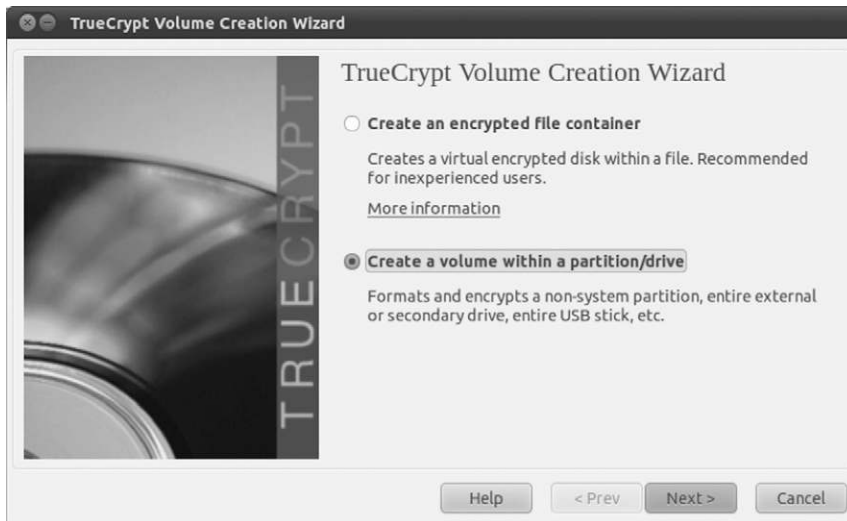 TrueCrypt Volume Creation Wizard
TRUECRYPT
TrueCrypt Volume Creation Wizard
Create an encrypted file container
Creates a virtual encrypted disk within a file. Recommended
for inexperienced users.
More information
Create a volume within a partition/drive
Formats and encrypts a non-system partition, entire external
or secondary drive, entire USB stick, etc.
Help < Prev Next > Cancel